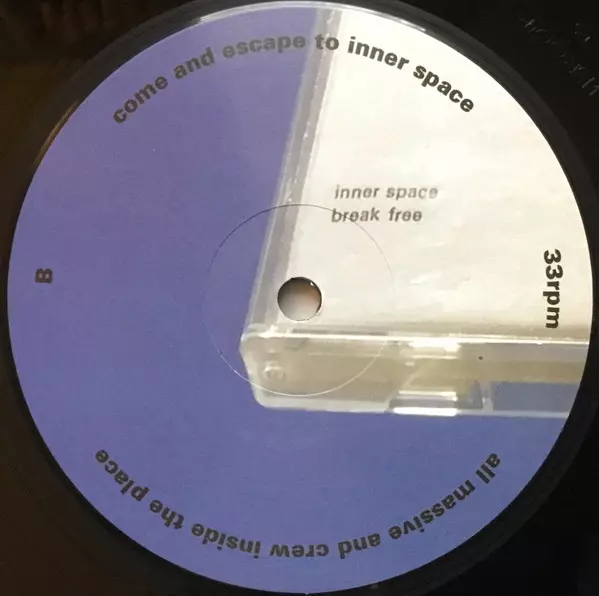 come and escape to inner space
inner space
break free
33rpm
B
all massive and crew inside the place